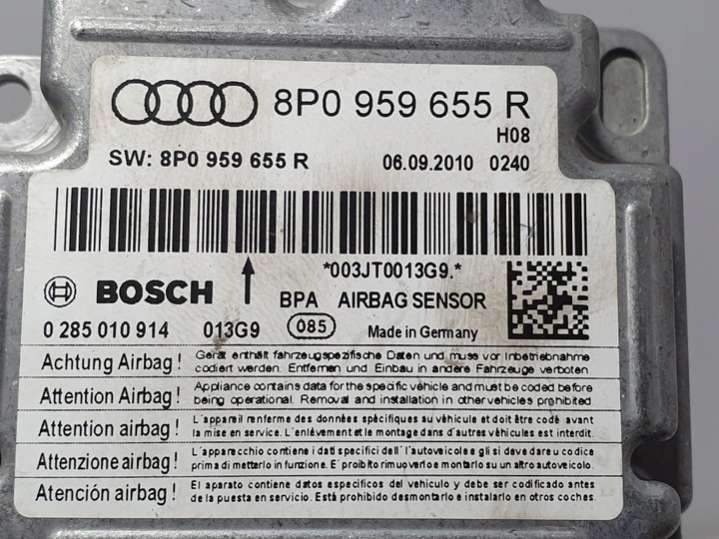 8P0 959 655 R
H08
SW: 8P0 959 655 R 06.09.2010 0240
*003JT0013G9.*
BOSCH BPA AIRBAG SENSOR
0 285 010 914 013G9 085 Made in Germany
Achtung Airbag! Gerät enthält fahrzeugspezifische Daten und muss vor Inbetriebnahme
codiert werden. Entfernen und Einbau in andere Fahrzeuge verboten
Attention Airbag! Appliance contains data for the specific vehicle and must be coded before
being operational. Removal and installation in other vehicles prohibited
Attention airbag! L'appareil renferme des données spécifiques au véhicule et doit être codé avant
la mise en service. L'enlèvement et le montage dans d'autres véhicules est interdit.
Attenzione airbag! L'apparecchio contiene i dati specifici dell'autoveicolo e gli si deve dare u codica
prima di metterlo in funzione. E'proibito rimuoverlo e montarlo su un altro autoveicolo.
Atención airbag! El aparato contiene datos especificos del vehículo y debe ser codificado antes
de la puesta en servicio. Está prohibido desmontarlo e instalarlo en otros coches.